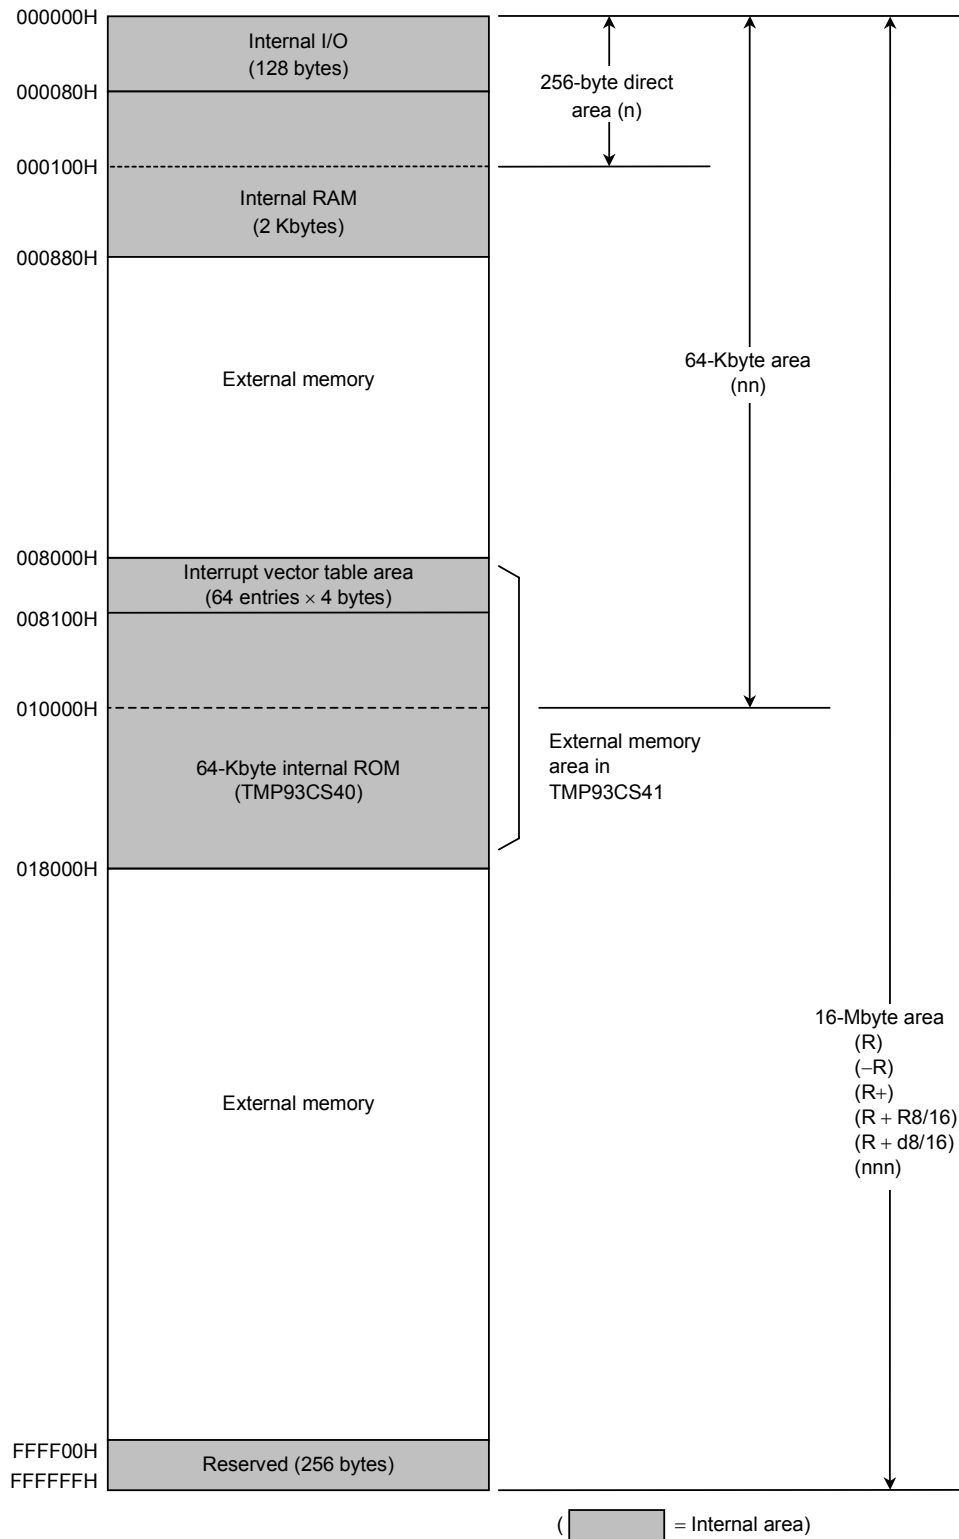 000000H
Internal I/O
(128 bytes)
000080H
256-byte direct
area (n)
000100H
Internal RAM
(2 Kbytes)
000880H
64-Kbyte area
(nn)
External memory
008000H
Interrupt vector table area
(64 entries × 4 bytes)
008100H
010000H
External memory
area in
TMP93CS41
64-Kbyte internal ROM
(TMP93CS40)
018000H
16-Mbyte area
(R)
(−R)
(R+)
(R + R8/16)
(R + d8/16)
(nnn)
External memory
FFFF00H
Reserved (256 bytes)
FFFFFFH
( = Internal area)